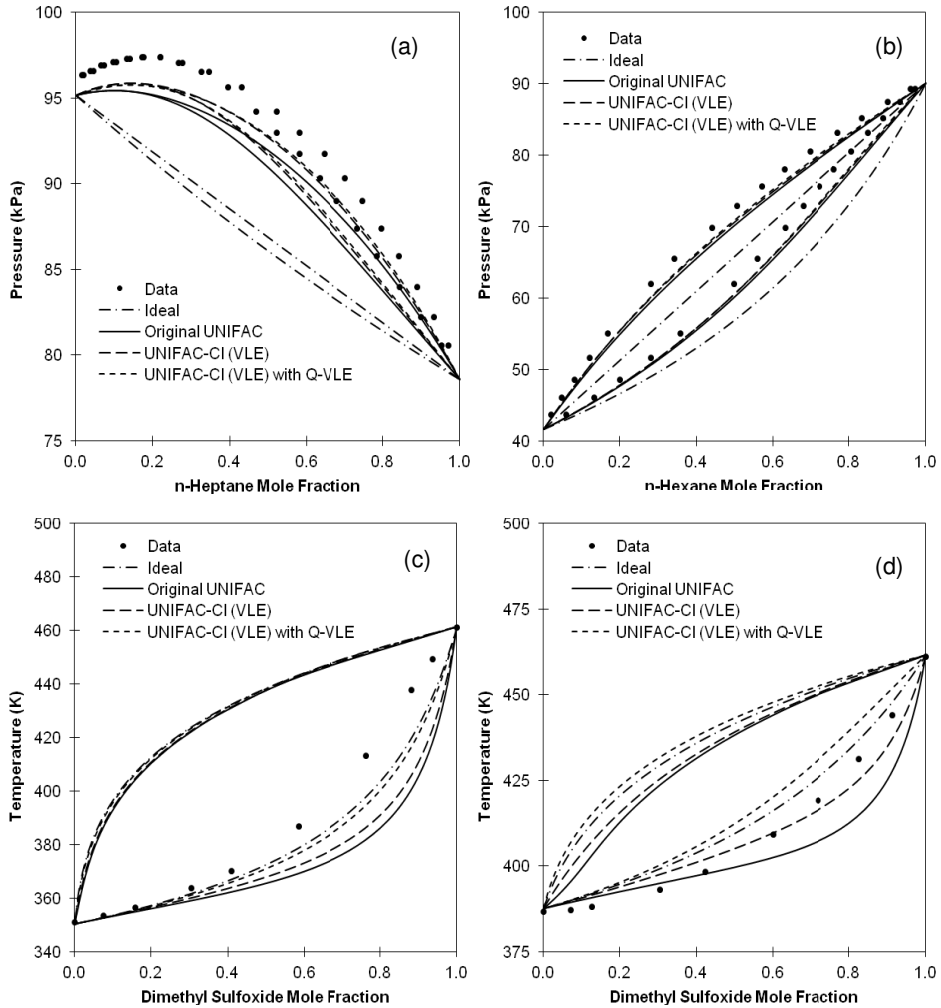 100
95
90
85
80
75
Pressure (kPa)
(a)
Data
Ideal
Original UNIFAC
UNIFAC-CI (VLE)
UNIFAC-CI (VLE) with Q-VLE
0.0 0.2 0.4 0.6 0.8 1.0
n-Heptane Mole Fraction
100
90
80
70
60
50
40
Pressure (kPa)
(b)
Data
Ideal
Original UNIFAC
UNIFAC-CI (VLE)
UNIFAC-CI (VLE) with Q-VLE
0.0 0.2 0.4 0.6 0.8 1.0
n-Hexane Mole Fraction
500
480
460
440
420
400
380
360
340
Temperature (K)
(c)
Data
Ideal
Original UNIFAC
UNIFAC-CI (VLE)
UNIFAC-CI (VLE) with Q-VLE
0.0 0.2 0.4 0.6 0.8 1.0
Dimethyl Sulfoxide Mole Fraction
500
475
450
425
400
375
Temperature (K)
(d)
Data
Ideal
Original UNIFAC
UNIFAC-CI (VLE)
UNIFAC-CI (VLE) with Q-VLE
0.0 0.2 0.4 0.6 0.8 1.0
Dimethyl Sulfoxide Mole Fraction